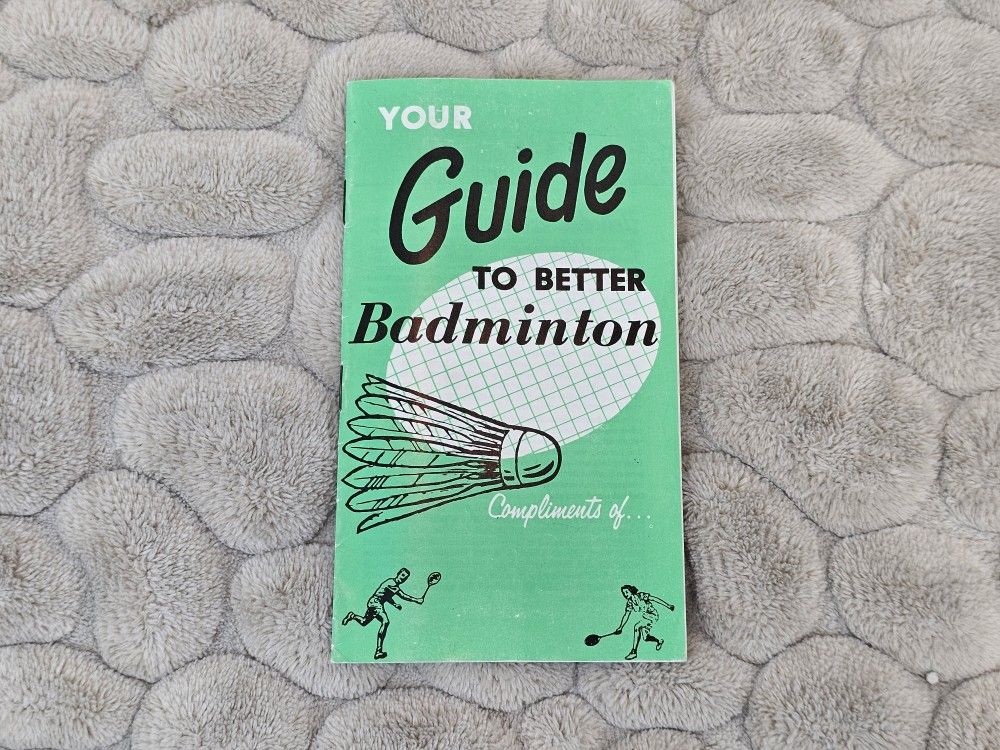 YOUR
Guide
TO BETTER
Badminton
Compliments of...